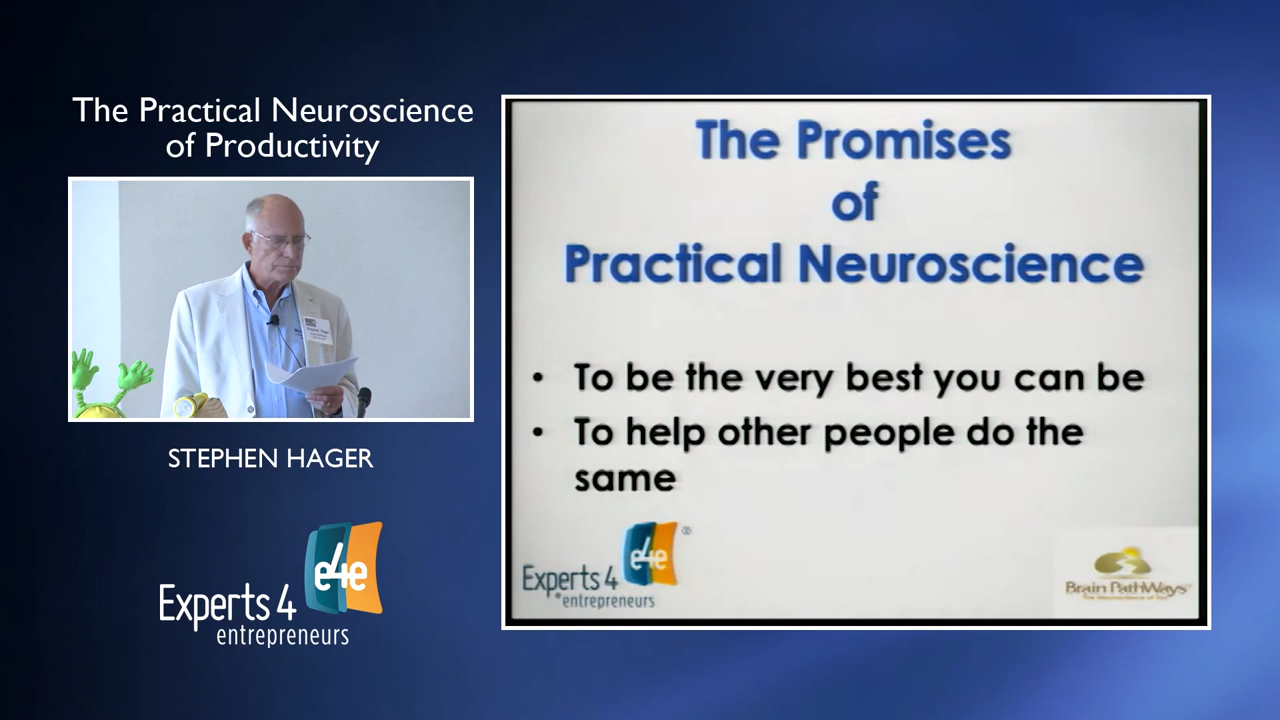 The Practical Neuroscience
of Productivity
STEPHEN HAGER
Experts 4
entrepreneurs
e4e
The Promises
of
Practical Neuroscience
• To be the very best you can be
• To help other people do the
same
Experts 4
entrepreneurs
e4e
®
Brain PathWays